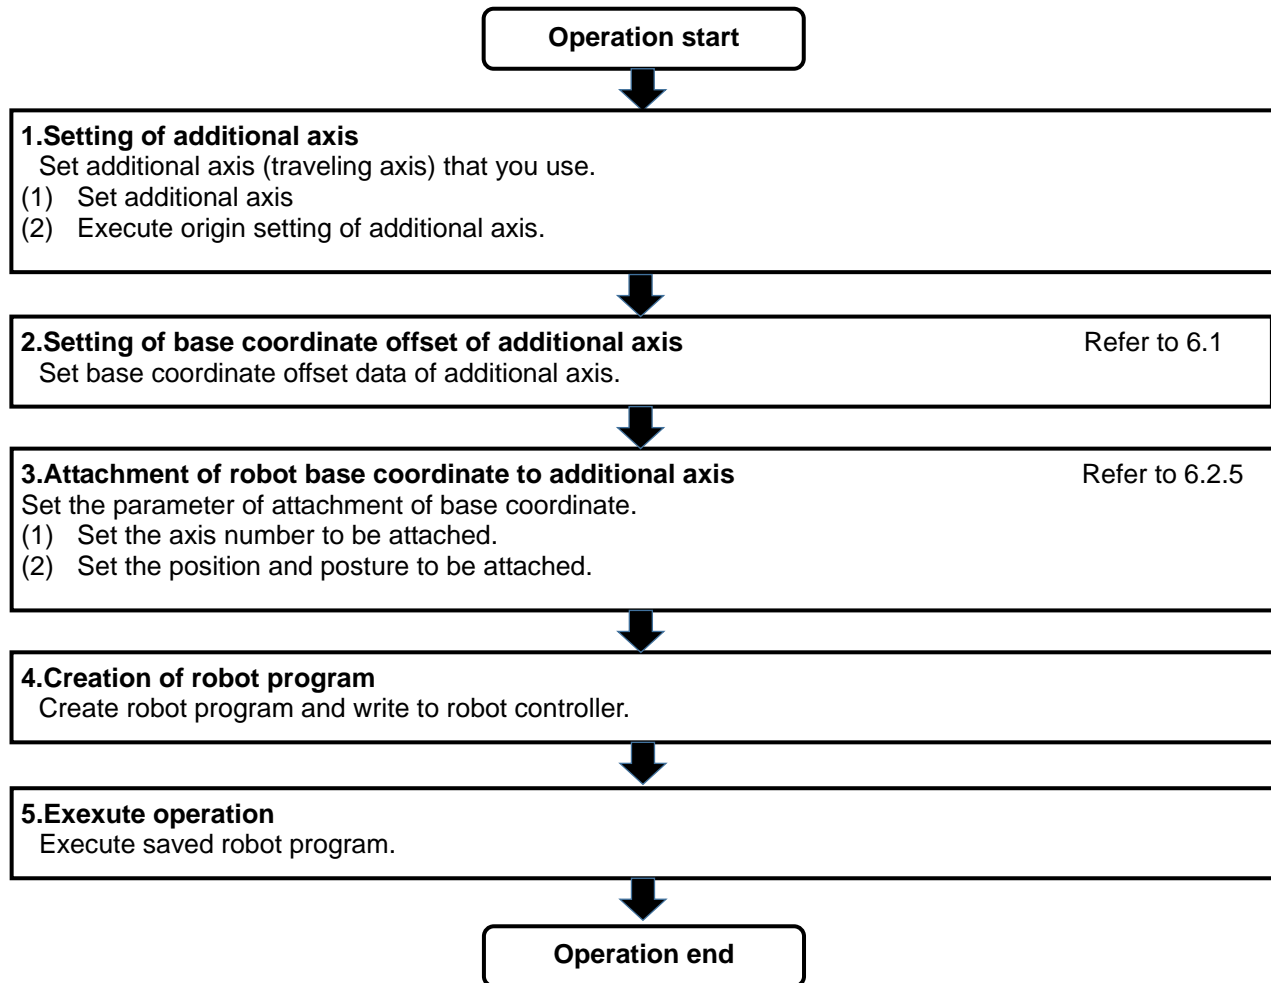 Operation start
1.Setting of additional axis
Set additional axis (traveling axis) that you use.
(1) Set additional axis
(2) Execute origin setting of additional axis.
2.Setting of base coordinate offset of additional axis Refer to 6.1
Set base coordinate offset data of additional axis.
3.Attachment of robot base coordinate to additional axis Refer to 6.2.5
Set the parameter of attachment of base coordinate.
(1) Set the axis number to be attached.
(2) Set the position and posture to be attached.
4.Creation of robot program
Create robot program and write to robot controller.
5.Exexute operation
Execute saved robot program.
Operation end